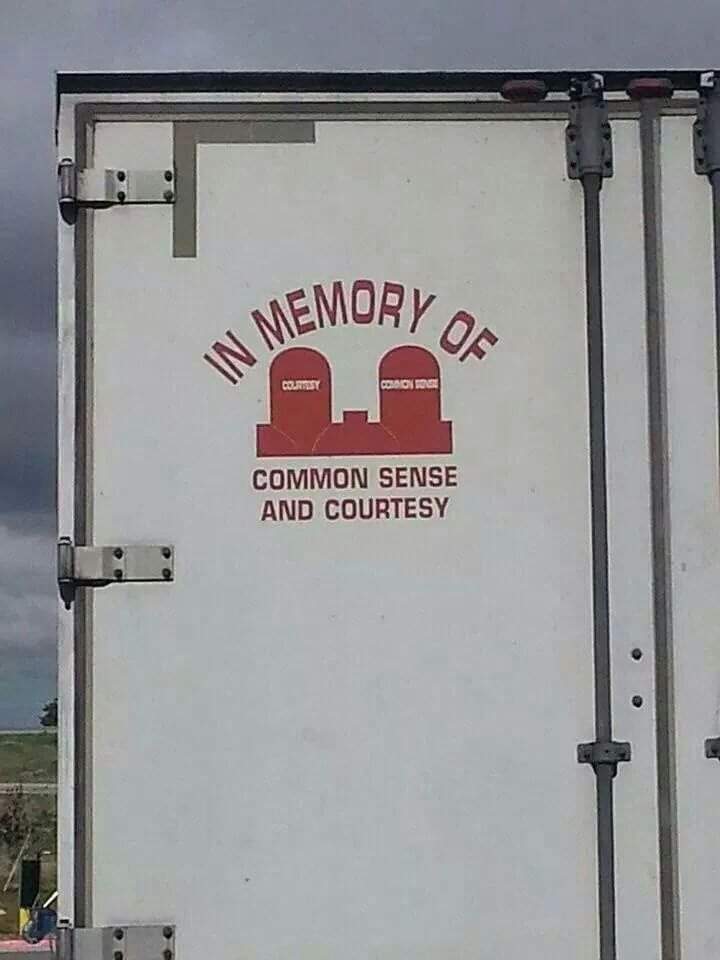 IN MEMORY OF
COURTESY
COMMON SENSE
COMMON SENSE
AND COURTESY